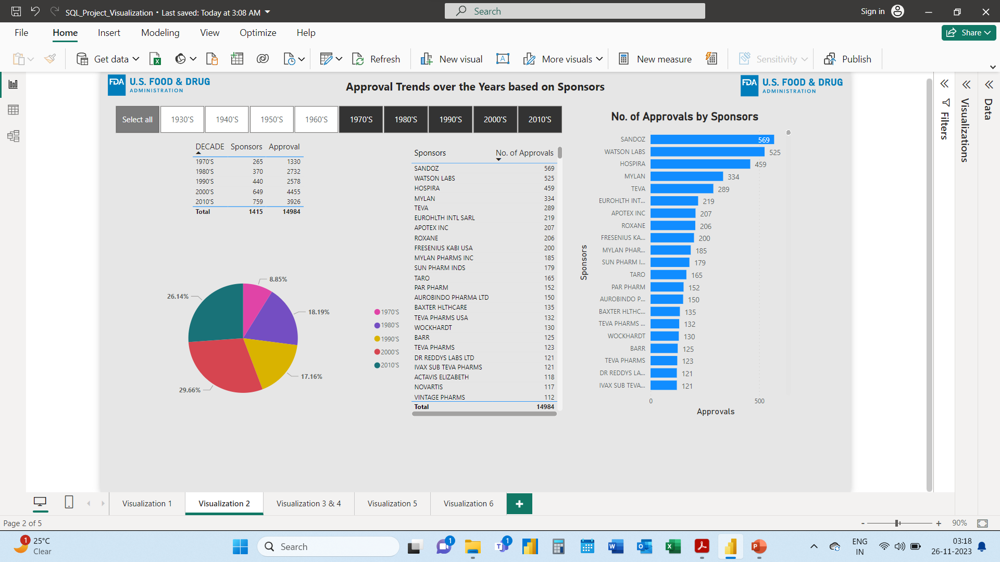 SQL_Project_Visualization • Last saved: Today at 3:08 AM
Search
Sign in
File Home Insert Modeling View Optimize Help
Share
Get data
Refresh
New visual
A
More visuals
New measure
Sensitivity
Publish
FDA U.S. FOOD & DRUG
ADMINISTRATION
Approval Trends over the Years based on Sponsors
FDA U.S. FOOD & DRUG
ADMINISTRATION
Select all 1930'S 1940'S 1950'S 1960'S 1970'S 1980'S 1990'S 2000'S 2010'S
DECADE Sponsors Approval
1970'S 265 1330
1980'S 370 2732
1990'S 440 2578
2000'S 649 4455
2010'S 759 3926
Total 1415 14984
8.85%
18.19%
17.16%
29.66%
26.14%
1970'S
1980'S
1990'S
2000'S
2010'S
Sponsors No. of Approvals
SANDOZ 569
WATSON LABS 525
HOSPIRA 459
MYLAN 334
TEVA 289
EUROHLTH INTL SARL 219
APOTEX INC 207
ROXANE 206
FRESENIUS KABI USA 200
MYLAN PHARMS INC 185
SUN PHARM INDS 179
TARO 165
PAR PHARM 152
AUROBINDO PHARMA LTD 150
BAXTER HLTHCARE 135
TEVA PHARMS USA 132
WOCKHARDT 130
BARR 125
TEVA PHARMS 123
DR REDDYS LABS LTD 121
IVAX SUB TEVA PHARMS 121
ACTAVIS ELIZABETH 118
NOVARTIS 117
VINTAGE PHARMS 112
Total 14984
No. of Approvals by Sponsors
Sponsors
SANDOZ 569
WATSON LABS 525
HOSPIRA 459
MYLAN 334
TEVA 289
EUROHLTH INT... 219
APOTEX INC 207
ROXANE 206
FRESENIUS KA... 200
MYLAN PHAR... 185
SUN PHARM I... 179
TARO 165
PAR PHARM 152
AUROBINDO P... 150
BAXTER HLTHC... 135
TEVA PHARMS ... 132
WOCKHARDT 130
BARR 125
TEVA PHARMS 123
DR REDDYS LA... 121
IVAX SUB TEVA... 121
0 500
Approvals
Filters
Visualizations
Data
Visualization 1 Visualization 2 Visualization 3 & 4 Visualization 5 Visualization 6 +
Page 2 of 5
- + 90%
1
25°C
Clear
Search
1
1
T
W
O
X
P
ENG
IN
03:18
26-11-2023